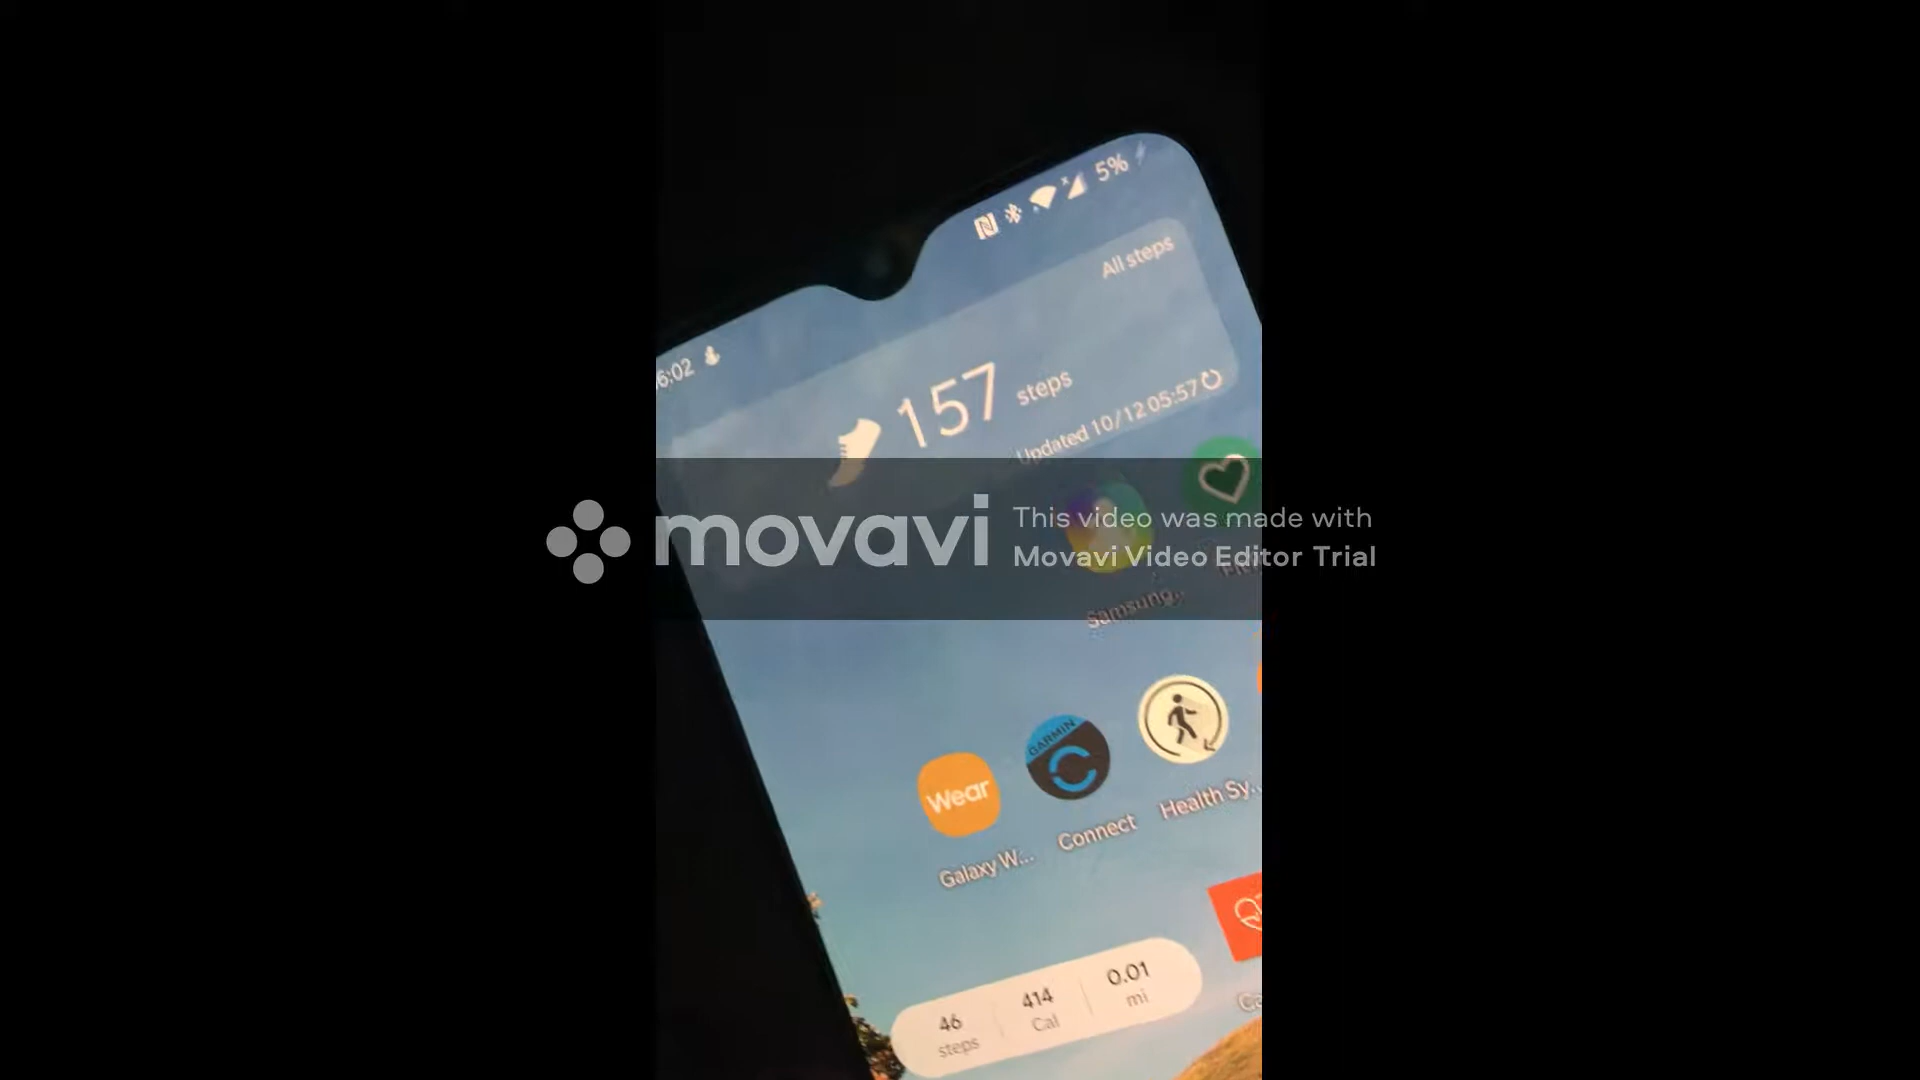 5%
All steps
6:02
157 steps
Updated 10/12 05:57
movavi
This video was made with
Movavi Video Editor Trial
Samsung...
Wear
GARMIN
Galaxy W...
Connect
Health Sy...
46
steps
414
Cal
0.01
mi